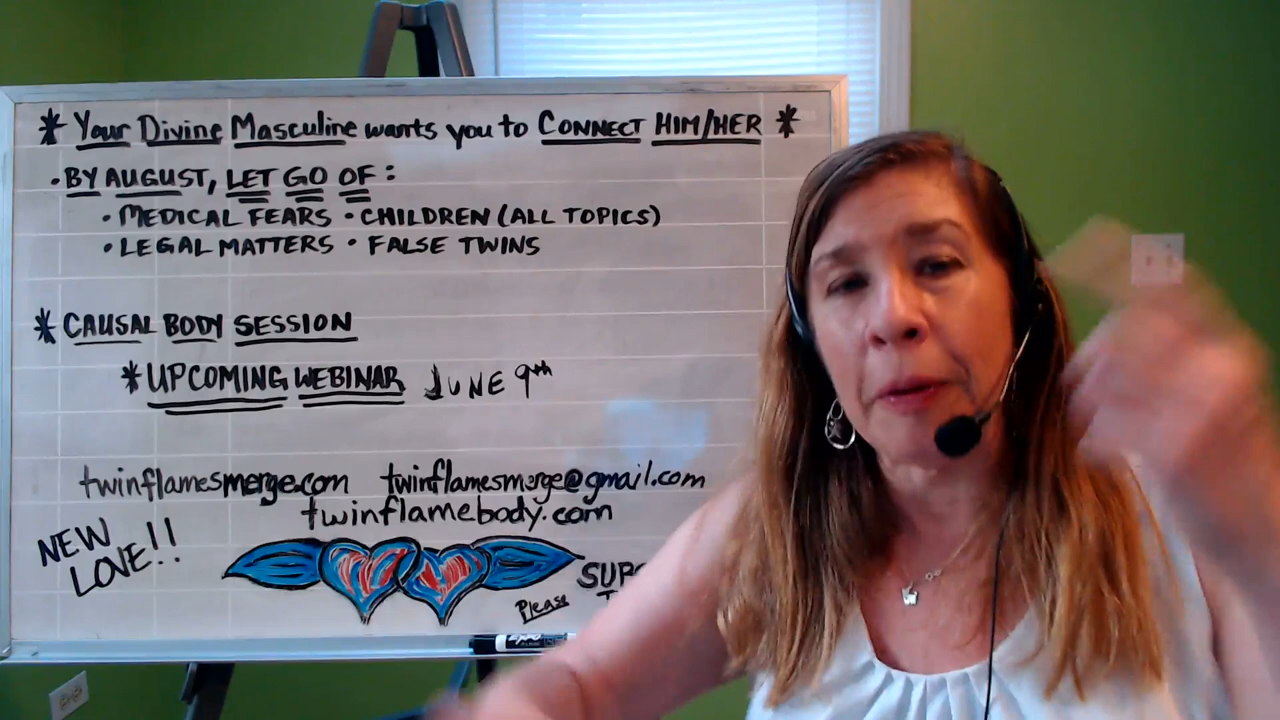 * Your Divine Masculine wants you to CONNECT HIM/HER *
• BY AUGUST, LET GO OF:
• MEDICAL FEARS • CHILDREN (ALL TOPICS)
• LEGAL MATTERS • FALSE TWINS
* CAUSAL BODY SESSION
* UPCOMING WEBINAR JUNE 9th
twinflamesmerge.com twinflamesmerge@gmail.com
twinflamebody.com
NEW
LOVE!!
Please
EXPO